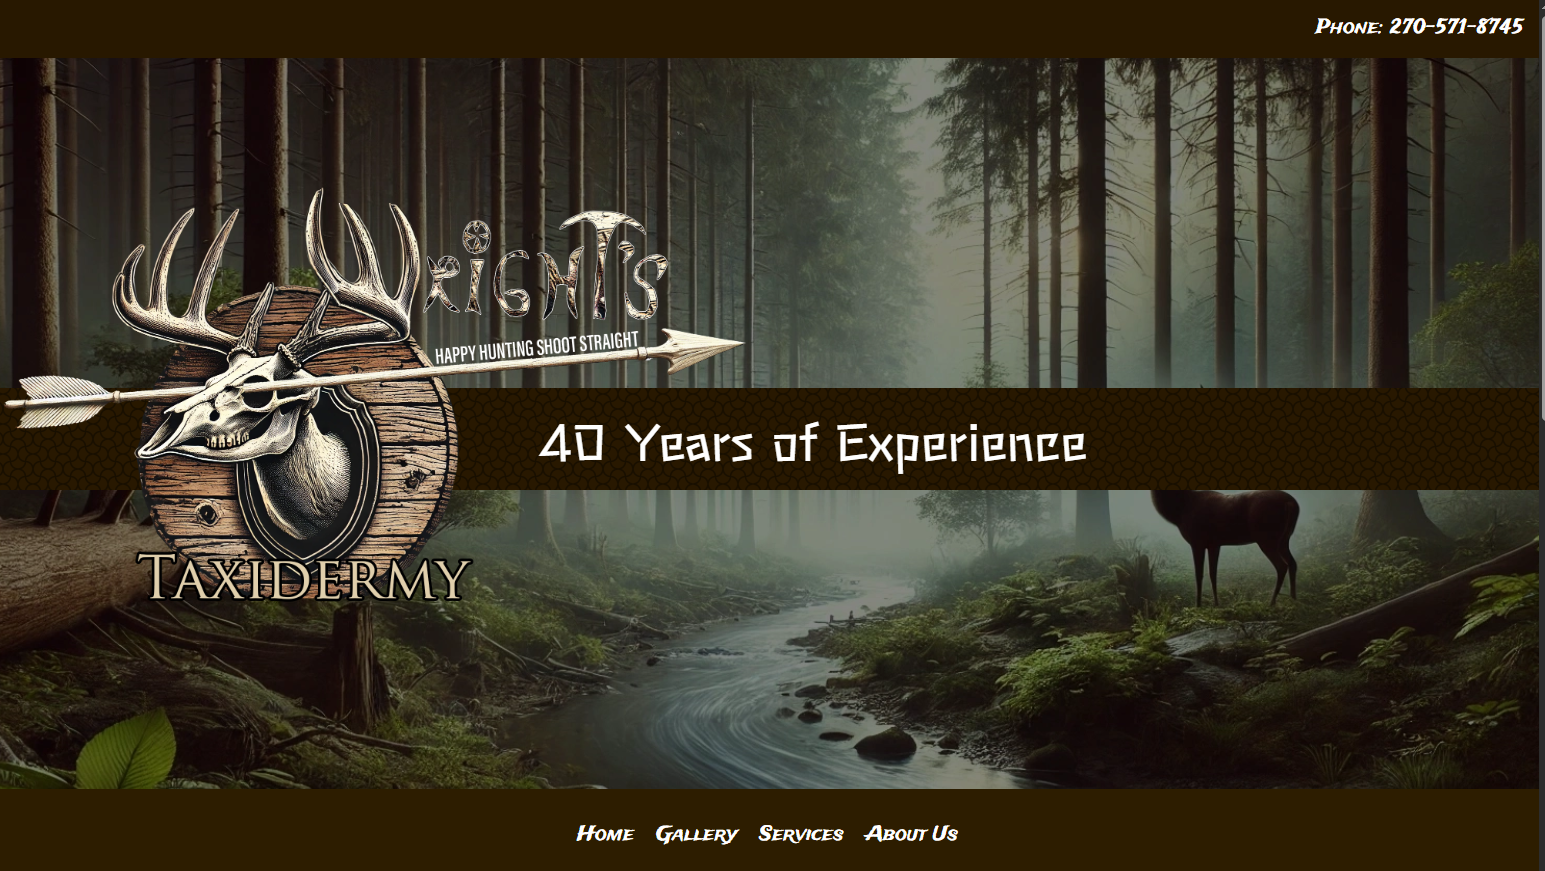 Phone: 270-571-8745
Wright's
HAPPY HUNTING SHOOT STRAIGHT
40 Years of Experience
Taxidermy
Home Gallery Services About Us